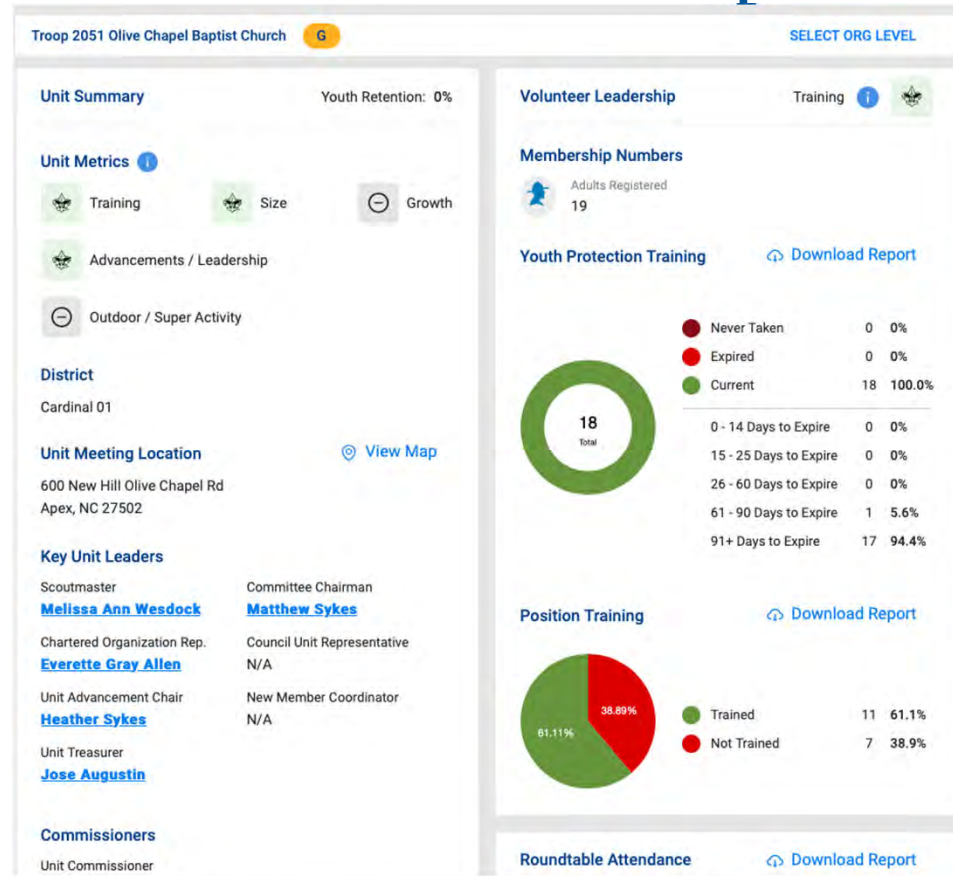 Troop 2051 Olive Chapel Baptist Church G SELECT ORG LEVEL
Unit Summary Youth Retention: 0%
Unit Metrics i
Training Size Growth
Advancements / Leadership
Outdoor / Super Activity
District
Cardinal 01
Unit Meeting Location View Map
600 New Hill Olive Chapel Rd
Apex, NC 27502
Key Unit Leaders
Scoutmaster Committee Chairman
Melissa Ann Wesdock Matthew Sykes
Chartered Organization Rep. Council Unit Representative
Everette Gray Allen N/A
Unit Advancement Chair New Member Coordinator
Heather Sykes N/A
Unit Treasurer
Jose Augustin
Commissioners
Unit Commissioner
Volunteer Leadership Training i
Membership Numbers
Adults Registered
19
Youth Protection Training Download Report
18
Total
Never Taken 0 0%
Expired 0 0%
Current 18 100.0%
0 - 14 Days to Expire 0 0%
15 - 25 Days to Expire 0 0%
26 - 60 Days to Expire 0 0%
61 - 90 Days to Expire 1 5.6%
91+ Days to Expire 17 94.4%
Position Training Download Report
38.89%
61.11%
Trained 11 61.1%
Not Trained 7 38.9%
Roundtable Attendance Download Report